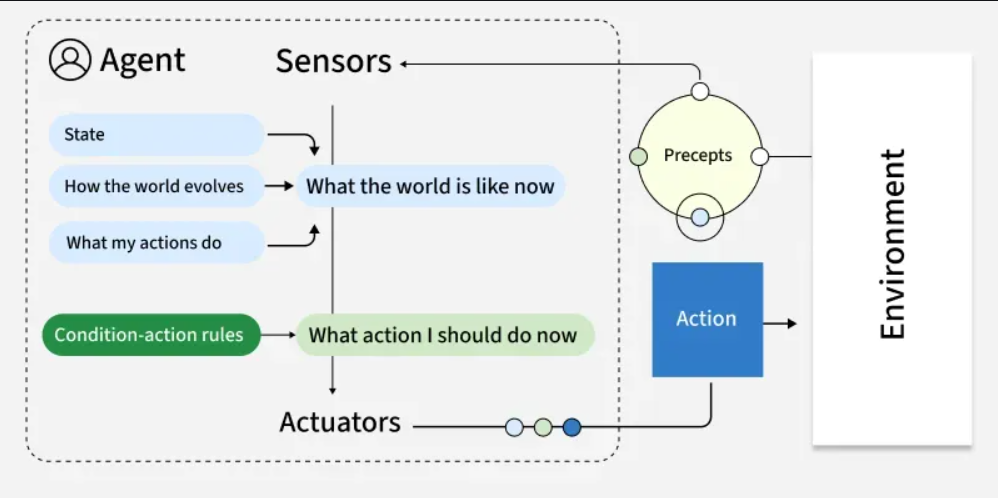 Agent
Sensors
State
How the world evolves
What the world is like now
What my actions do
Condition-action rules
What action I should do now
Actuators
Precepts
Action
Environment